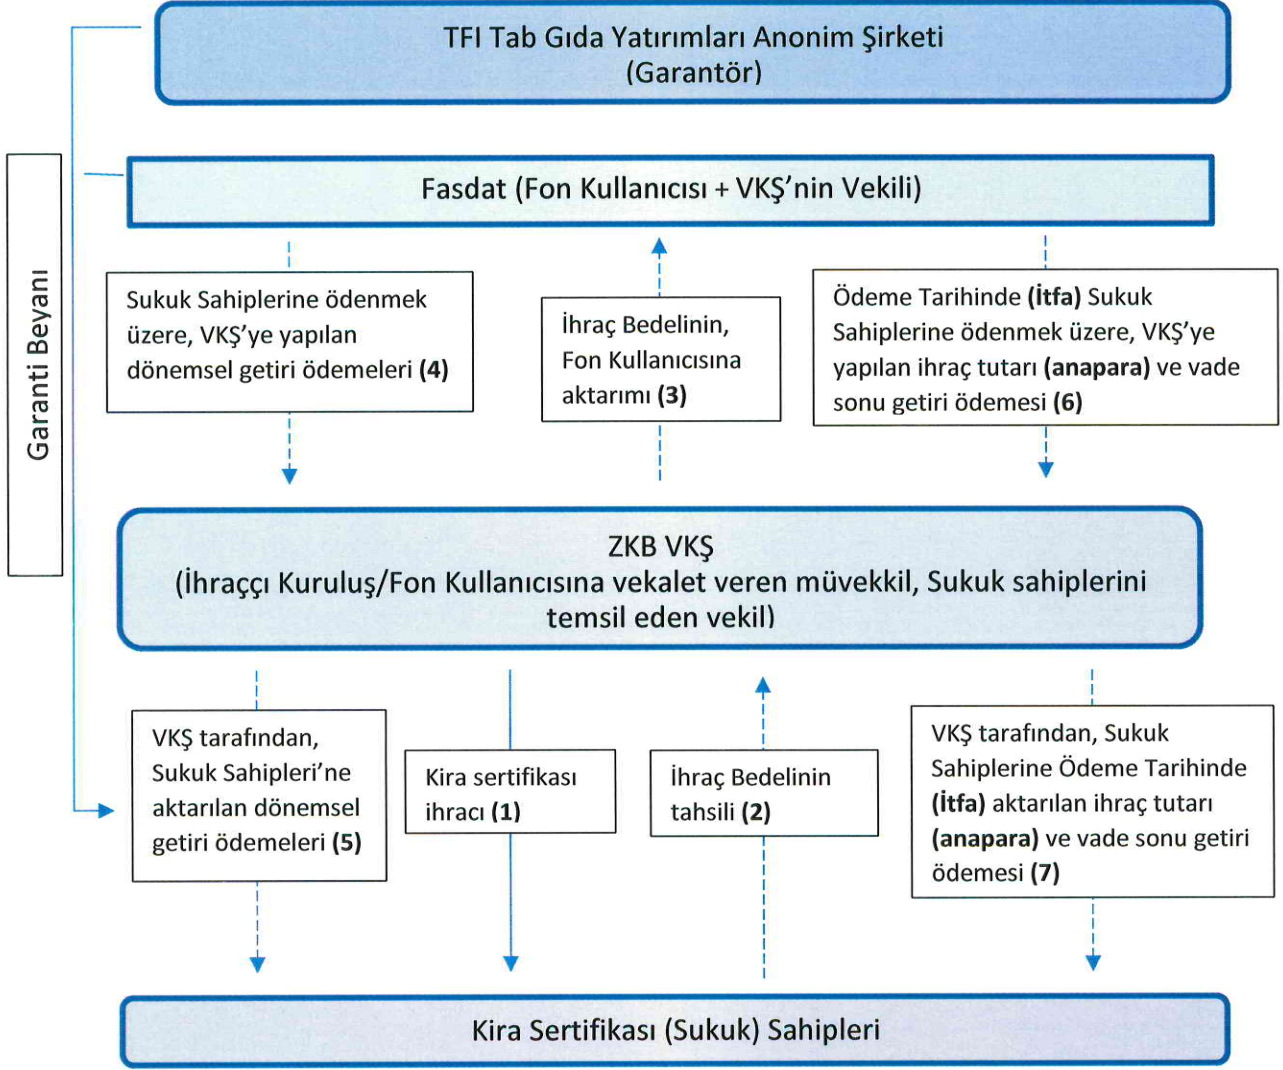 TFI Tab Gıda Yatırımları Anonim Şirketi
(Garantör)
Garanti Beyanı
Fasdat (Fon Kullanıcısı + VKŞ’nin Vekili)
Sukuk Sahiplerine ödenmek
üzere, VKŞ’ye yapılan
dönemsel getiri ödemeleri (4)
İhraç Bedelinin,
Fon Kullanıcısına
aktarımı (3)
Ödeme Tarihinde (İtfa) Sukuk
Sahiplerine ödenmek üzere, VKŞ’ye
yapılan ihraç tutarı (anapara) ve vade
sonu getiri ödemesi (6)
ZKB VKŞ
(İhraççı Kuruluş/Fon Kullanıcısına vekalet veren müvekkil, Sukuk sahiplerini
temsil eden vekil)
VKŞ tarafından,
Sukuk Sahipleri’ne
aktarılan dönemsel
getiri ödemeleri (5)
Kira sertifikası
ihracı (1)
İhraç Bedelinin
tahsili (2)
VKŞ tarafından, Sukuk
Sahiplerine Ödeme Tarihinde
(İtfa) aktarılan ihraç tutarı
(anapara) ve vade sonu getiri
ödemesi (7)
Kira Sertifikası (Sukuk) Sahipleri